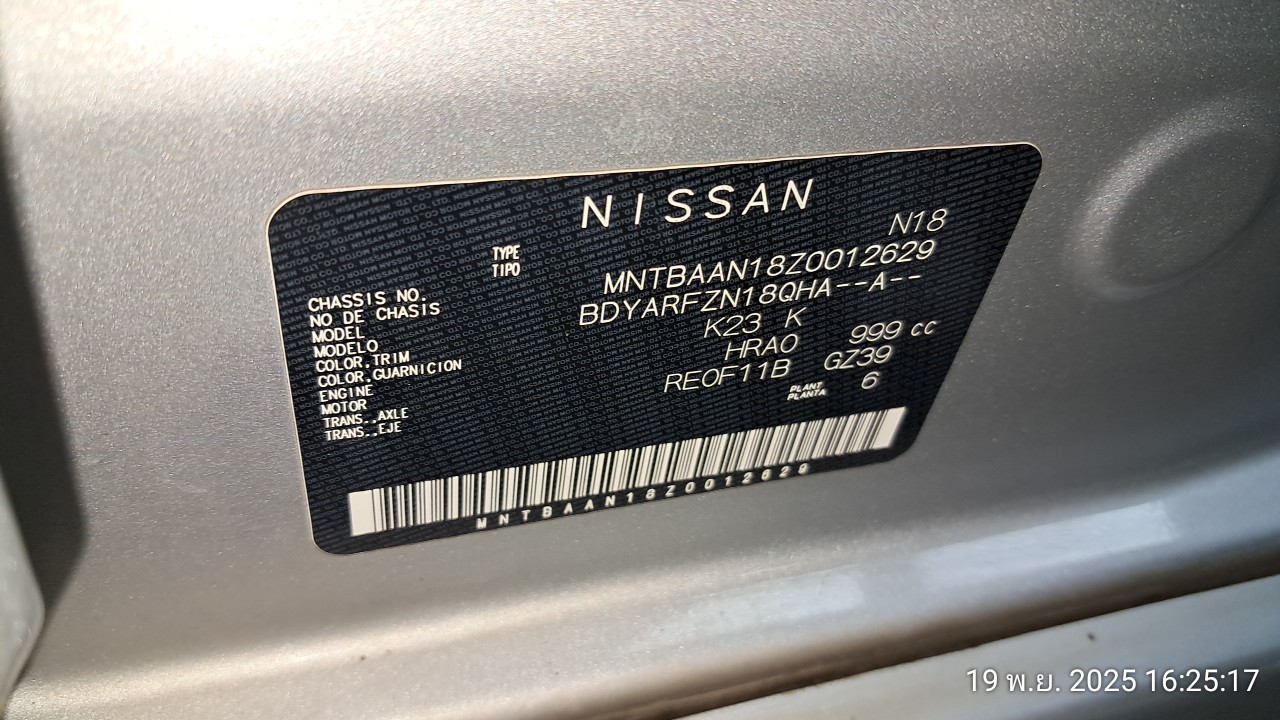 NISSAN
TYPE
TIPO
N18
CHASSIS NO.
NO DE CHASIS
MNTBAAN18Z0012629
MODEL
MODELO
BDYARFZN18QHA--A--
COLOR,TRIM
COLOR,GUARNICION
K23 K
ENGINE
MOTOR
HRA0 999 cc
TRANS.,AXLE
TRANS.,EJE
RE0F11B GZ39
PLANT
PLANTA
6
MNTBAAN18Z0012629
19 พ.ย. 2025 16:25:17